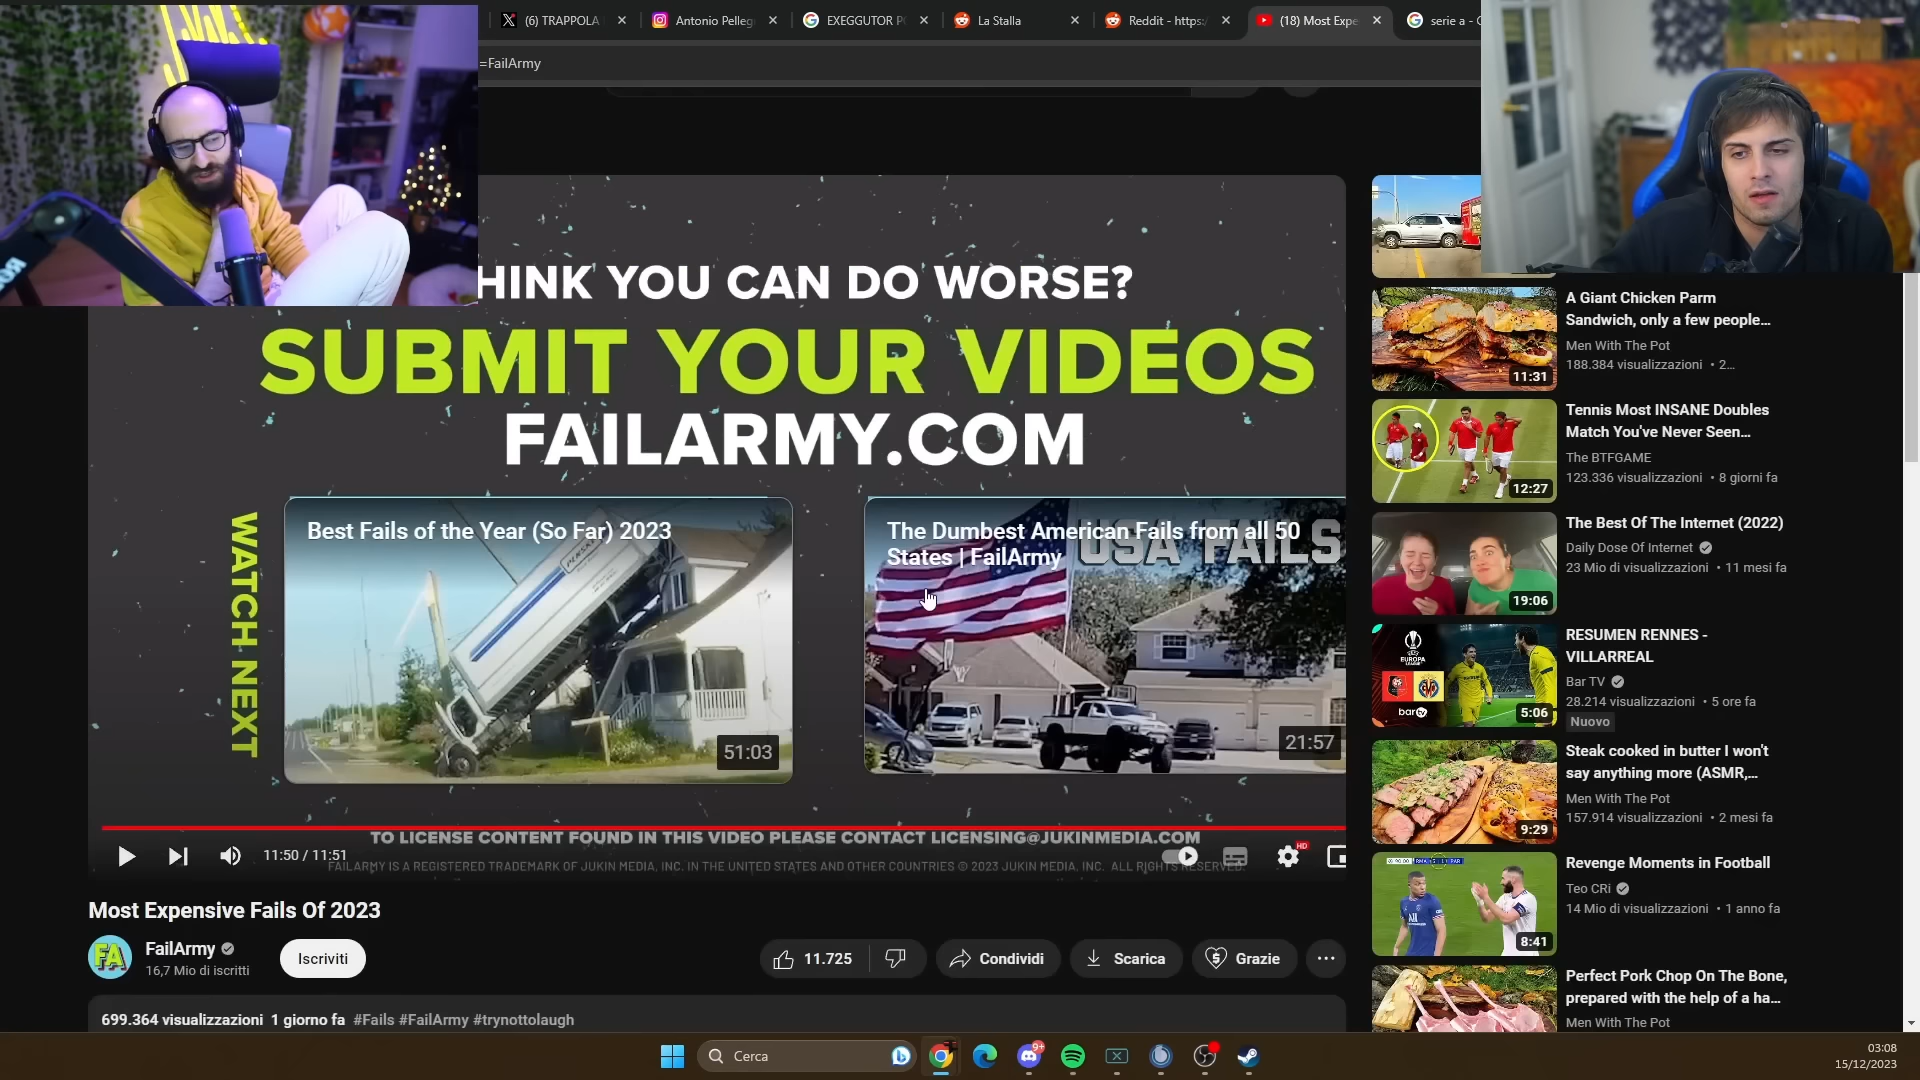 (6) TRAPPOLA
Antonio Pelleg
EXEGGUTOR P
La Stalla
Reddit - https:/
(18) Most Expe
serie a - G
=FailArmy
HINK YOU CAN DO WORSE?
SUBMIT YOUR VIDEOS
FAILARMY.COM
WATCH NEXT
Best Fails of the Year (So Far) 2023
51:03
The Dumbest American Fails from all 50
States | FailArmy
USA FAILS
21:57
TO LICENSE CONTENT FOUND IN THIS VIDEO PLEASE CONTACT LICENSING@JUKINMEDIA.COM
11:50 / 11:51
HD
FAILARMY IS A REGISTERED TRADEMARK OF JUKIN MEDIA, INC. IN THE UNITED STATES AND OTHER COUNTRIES © 2023 JUKIN MEDIA, INC. ALL RIGHTS RESERVED.
Most Expensive Fails Of 2023
FA
FailArmy
16,7 Mio di iscritti
Iscriviti
11.725
Condividi
Scarica
Grazie
699.364 visualizzazioni 1 giorno fa #Fails #FailArmy #trynottolaugh
A Giant Chicken Parm
Sandwich, only a few people...
Men With The Pot
188.384 visualizzazioni • 2...
11:31
Tennis Most INSANE Doubles
Match You've Never Seen...
The BTFGAME
123.336 visualizzazioni • 8 giorni fa
12:27
The Best Of The Internet (2022)
Daily Dose Of Internet
23 Mio di visualizzazioni • 11 mesi fa
19:06
RESUMEN RENNES -
VILLARREAL
Bar TV
28.214 visualizzazioni • 5 ore fa
Nuovo
EUROPA
LEAGUE
bar tv
5:06
Steak cooked in butter I won't
say anything more (ASMR,...
Men With The Pot
157.914 visualizzazioni • 2 mesi fa
9:29
Revenge Moments in Football
Teo CRi
14 Mio di visualizzazioni • 1 anno fa
8:41
Perfect Pork Chop On The Bone,
prepared with the help of a ha...
Men With The Pot
Cerca
9+
03:08
15/12/2023